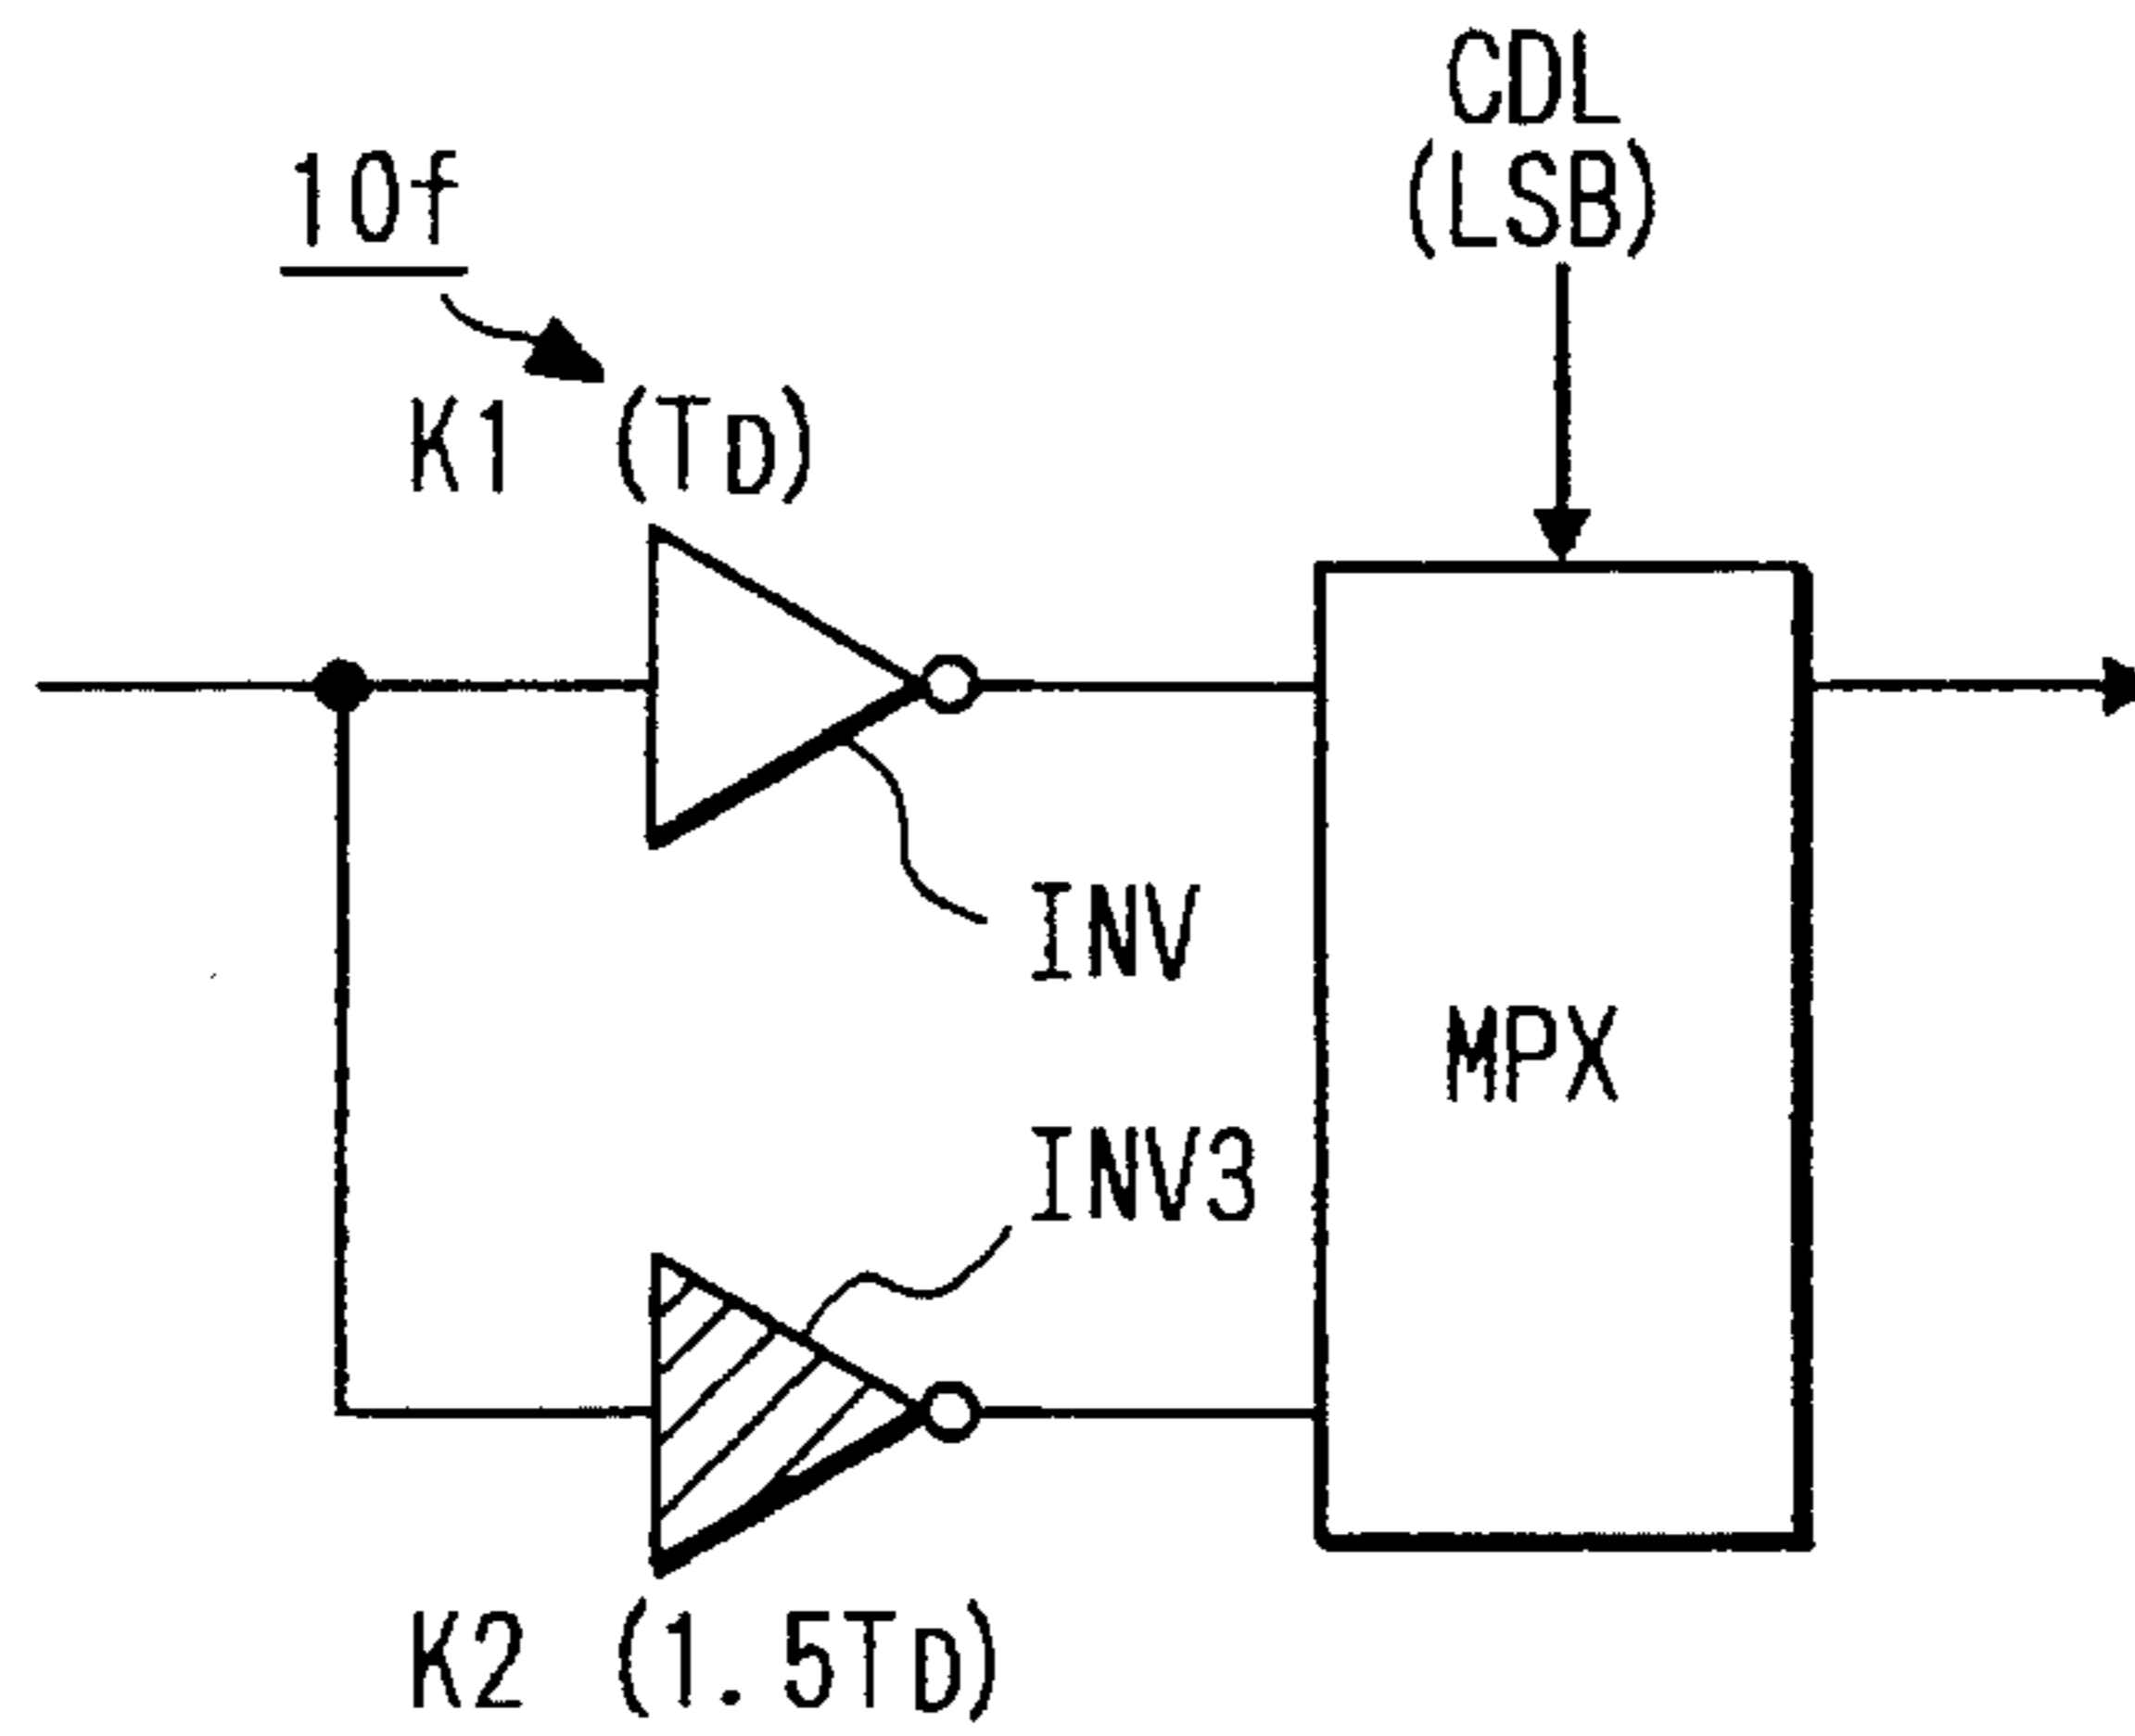 CDL
(LSB)
10f
K1 (TD)
INV
MPX
INV3
K2 (1.5TD)